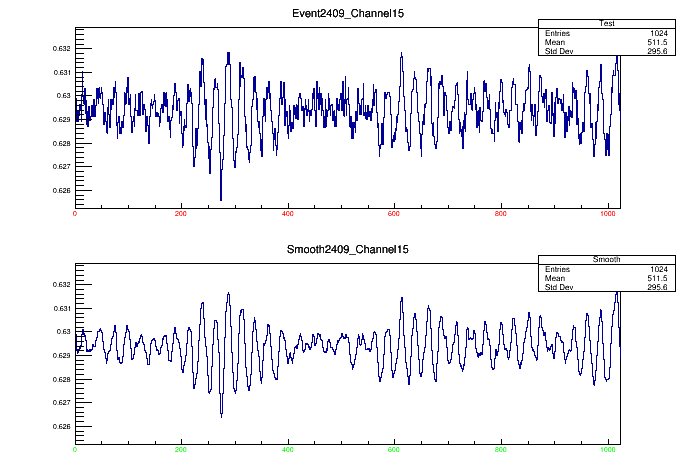 Event2409_Channel15
Test
Entries 1024
Mean 511.5
Std Dev 295.6
0.632
0.631
0.63
0.629
0.628
0.627
0.626
0 200 400 600 800 1000
Smooth2409_Channel15
Smooth
Entries 1024
Mean 511.5
Std Dev 295.6
0.632
0.631
0.63
0.629
0.628
0.627
0.626
0 200 400 600 800 1000